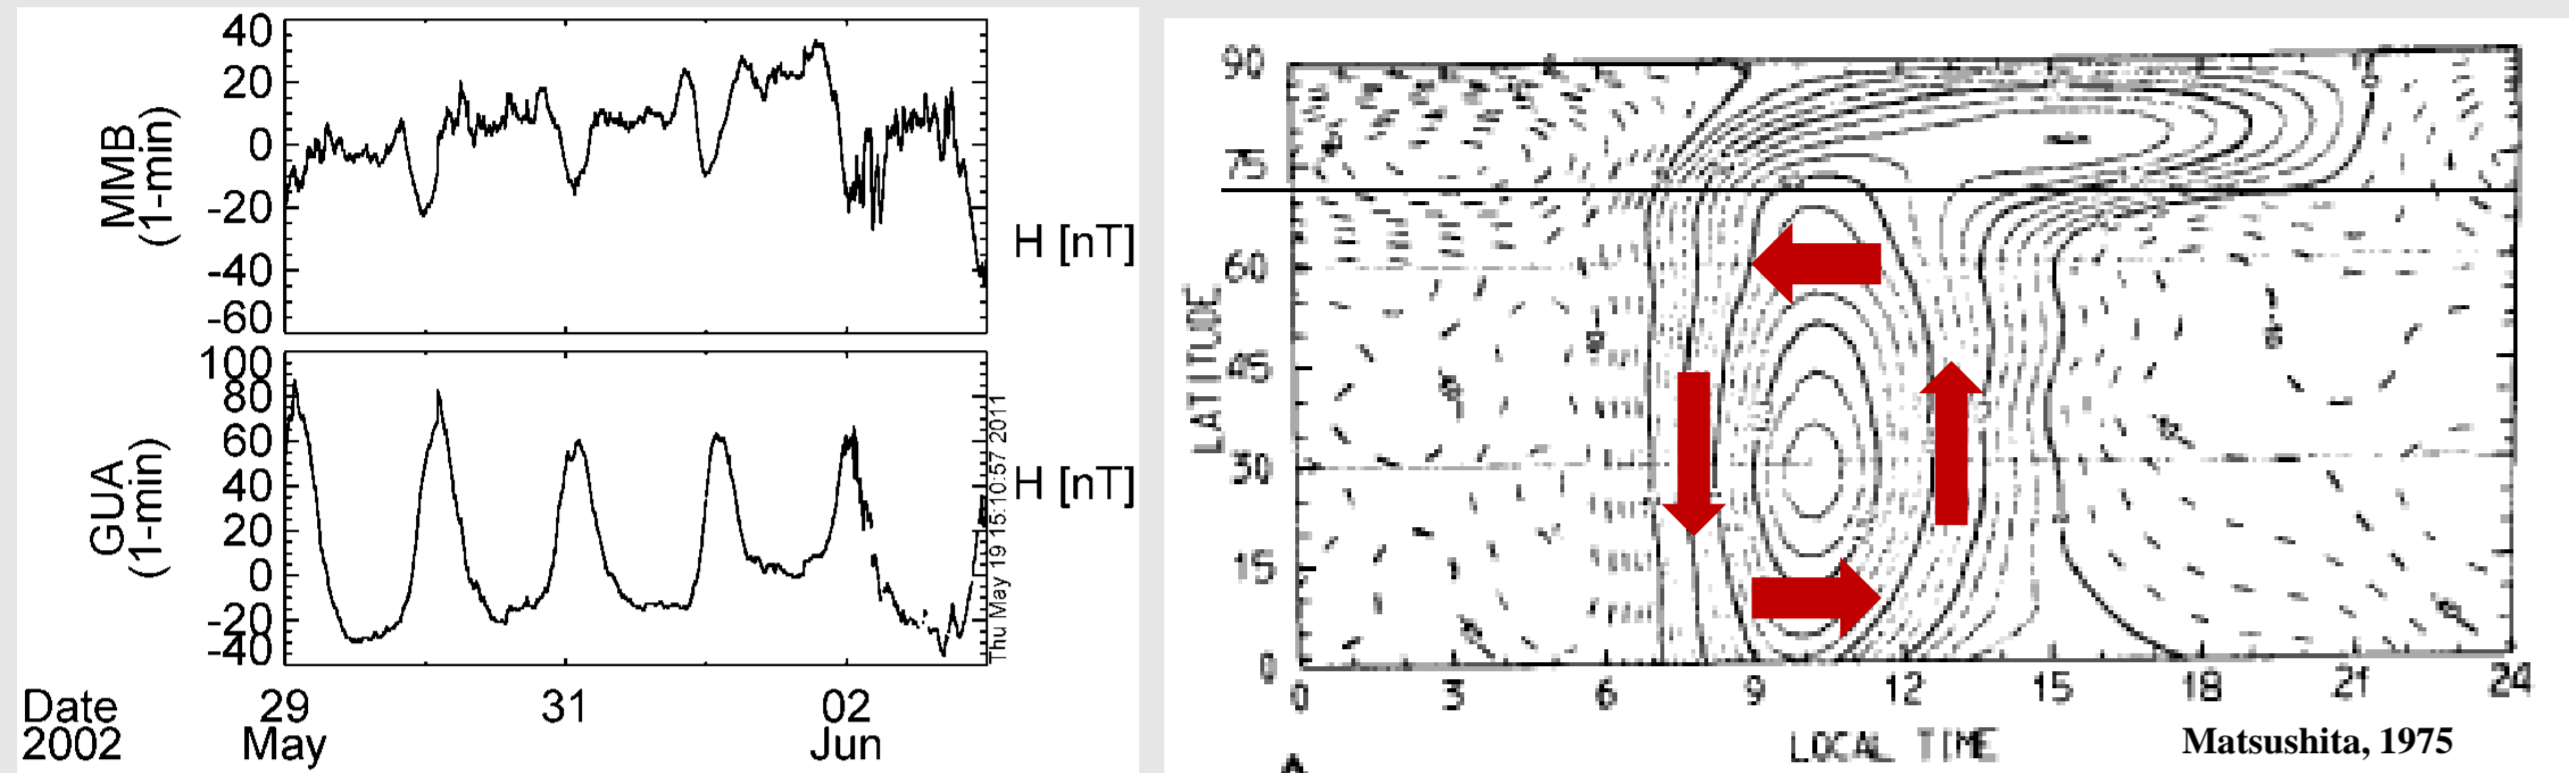 40
20
0
-20
-40
-60
MMB
(1-min)
H [nT]
100
80
60
40
20
0
-20
-40
GUA
(1-min)
H [nT]
Thu May 19 15:10:57 2011
Date
2002
29
May
31
02
Jun
90
75
60
45
30
15
0
LATITUDE
0 3 6 9 12 15 18 21 24
LOCAL TIME
Matsushita, 1975